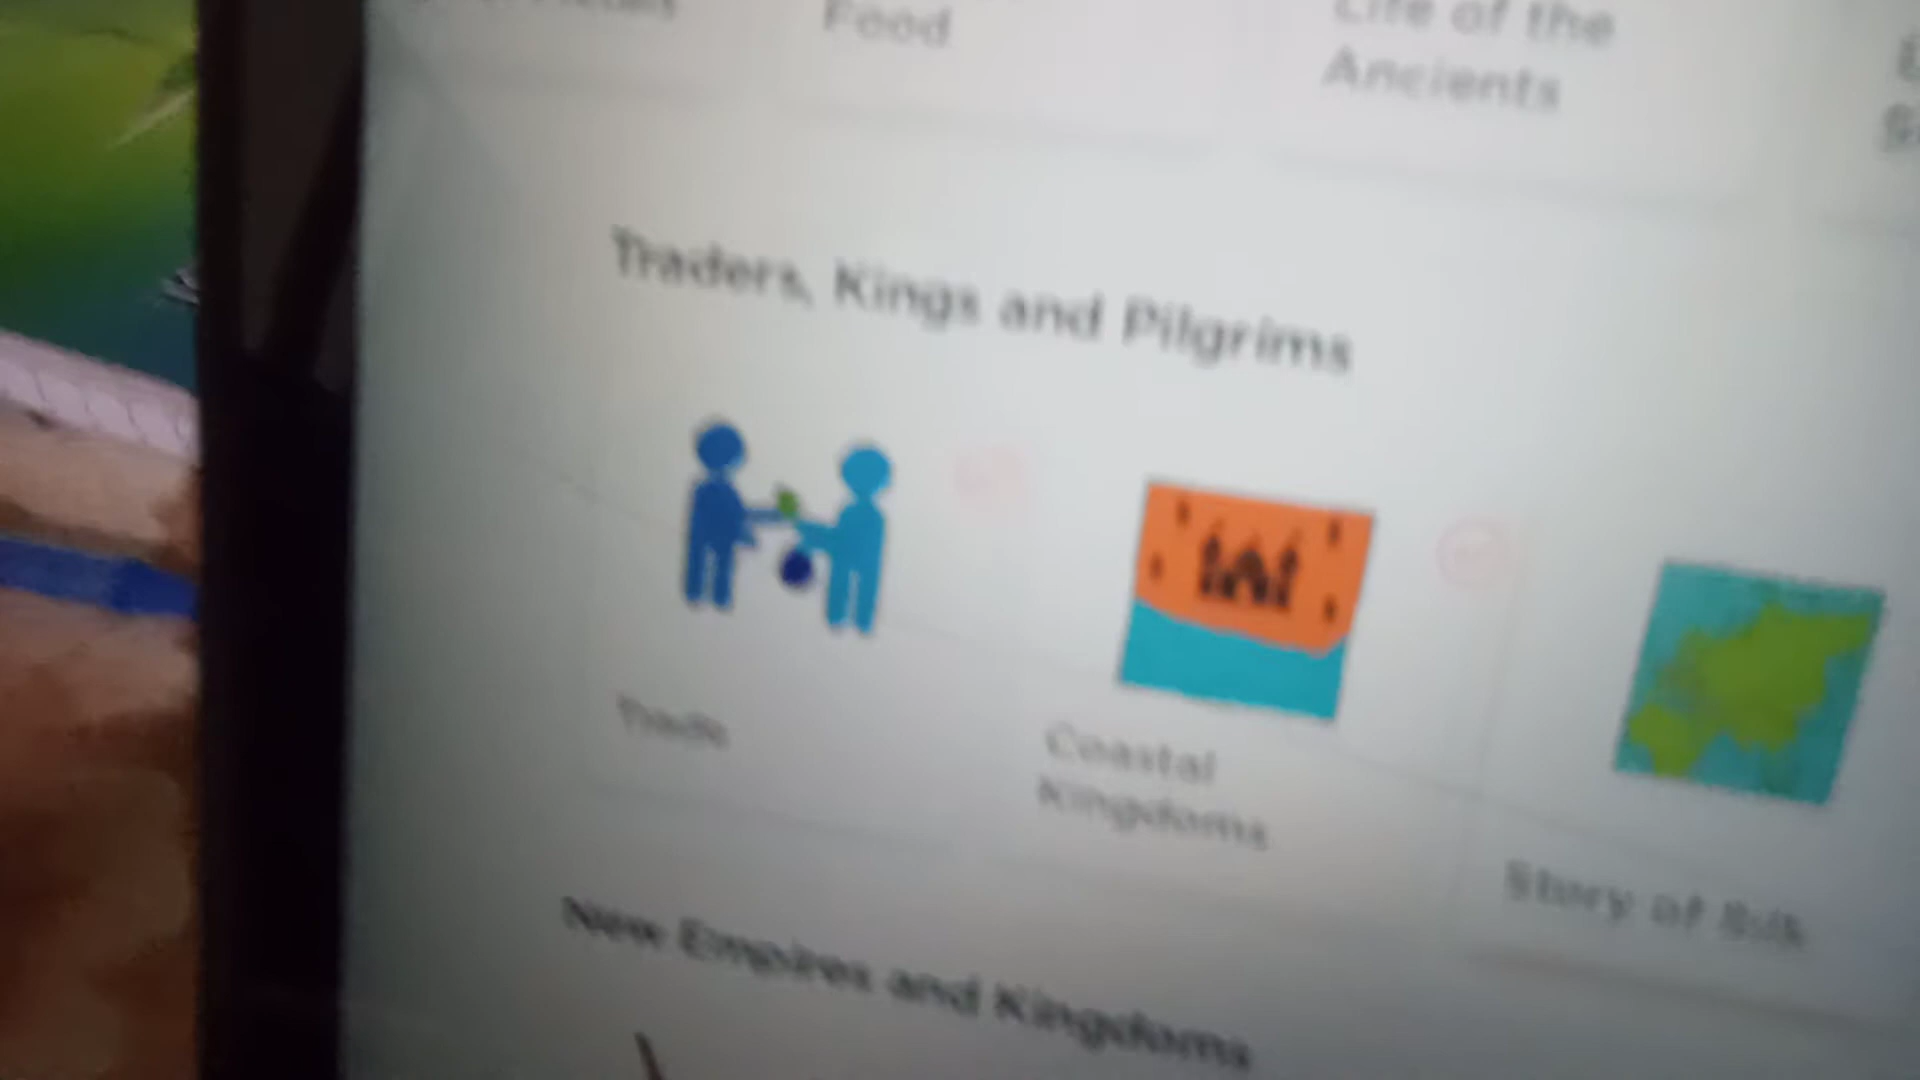 Food
Life of the
Ancients
Traders, Kings and Pilgrims
Trade
Coastal
Kingdoms
Story of Silk
New Empires and Kingdoms